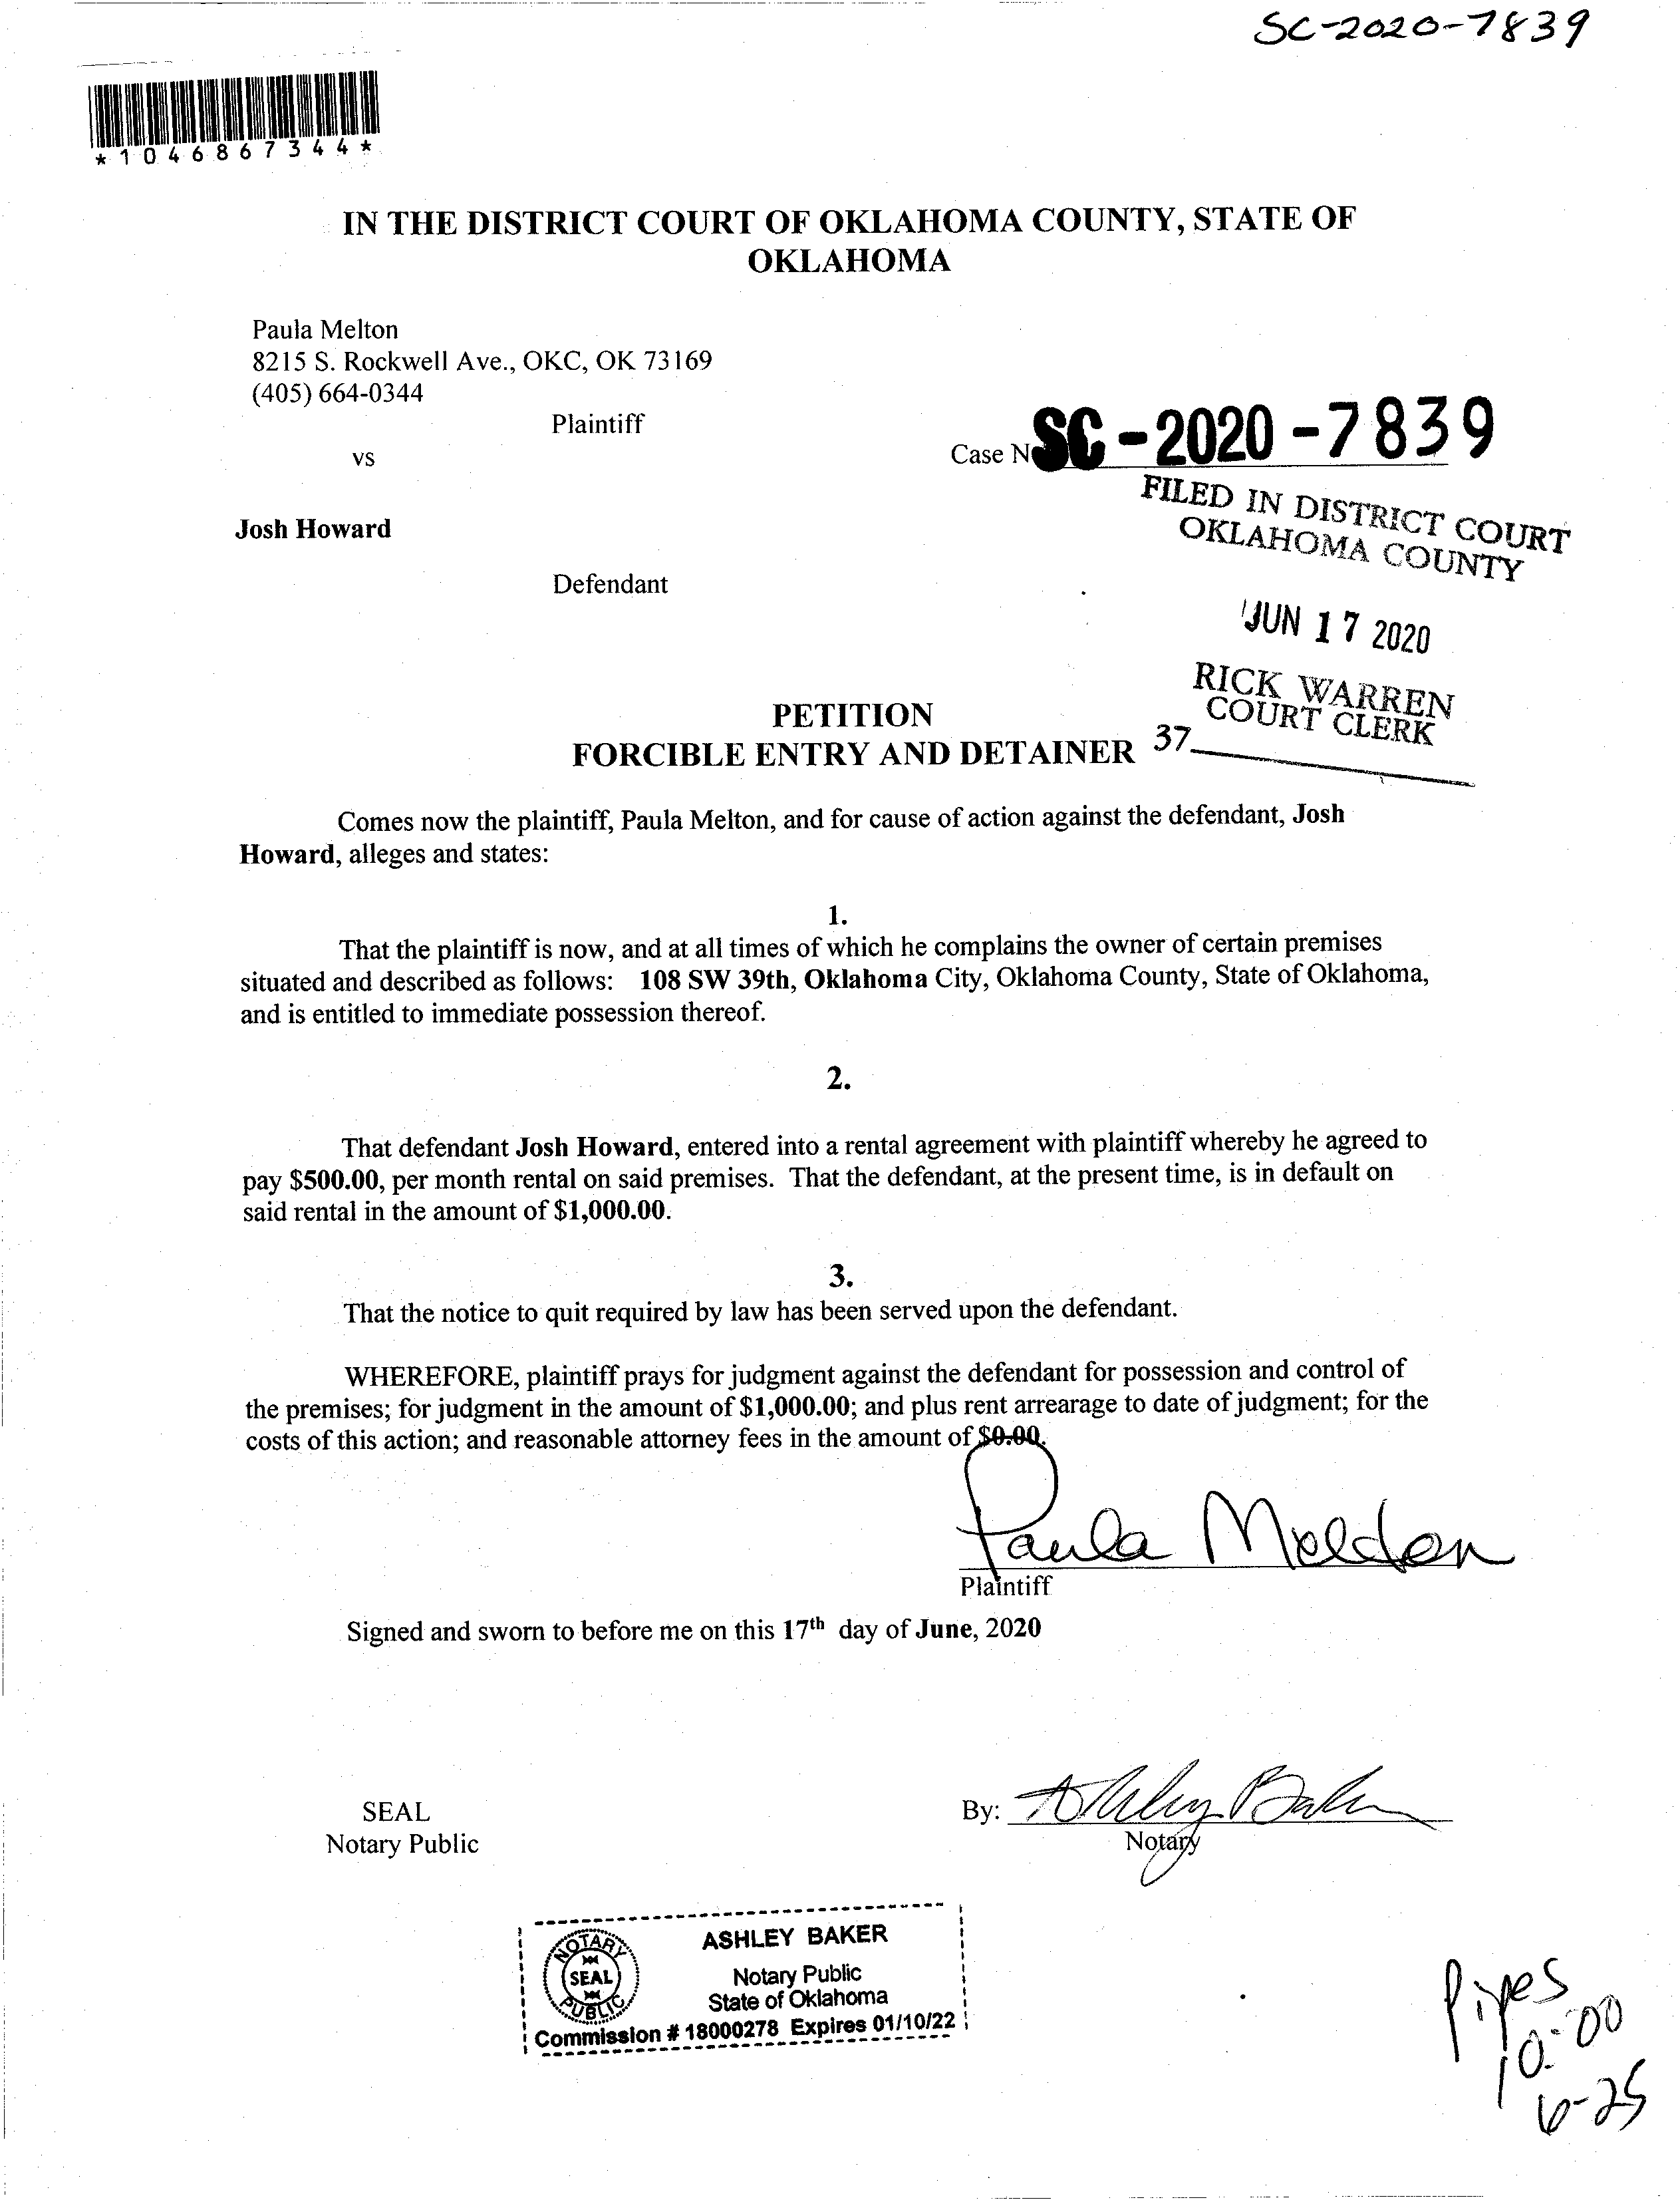 SC-2020-7839
*1046867344*
IN THE DISTRICT COURT OF OKLAHOMA COUNTY, STATE OF
OKLAHOMA
Paula Melton
8215 S. Rockwell Ave., OKC, OK 73169
(405) 664-0344
Plaintiff
vs
Case No SC-2020-7839
FILED IN DISTRICT COURT
OKLAHOMA COUNTY
Josh Howard
Defendant
JUN 17 2020
RICK WARREN
COURT CLERK
37
PETITION
FORCIBLE ENTRY AND DETAINER
Comes now the plaintiff, Paula Melton, and for cause of action against the defendant, Josh
Howard, alleges and states:
1.
That the plaintiff is now, and at all times of which he complains the owner of certain premises
situated and described as follows: 108 SW 39th, Oklahoma City, Oklahoma County, State of Oklahoma,
and is entitled to immediate possession thereof.
2.
That defendant Josh Howard, entered into a rental agreement with plaintiff whereby he agreed to
pay $500.00, per month rental on said premises. That the defendant, at the present time, is in default on
said rental in the amount of $1,000.00.
3.
That the notice to quit required by law has been served upon the defendant.
WHEREFORE, plaintiff prays for judgment against the defendant for possession and control of
the premises; for judgment in the amount of $1,000.00; and plus rent arrearage to date of judgment; for the
costs of this action; and reasonable attorney fees in the amount of $0.00.
Paula Melton
Plaintiff
Signed and sworn to before me on this 17th day of June, 2020
SEAL
Notary Public
By: Ashley Baker
Notary
NOTARY
SEAL
PUBLIC
ASHLEY BAKER
Notary Public
State of Oklahoma
Commission # 18000278 Expires 01/10/22
Pipes
10:00
6-25